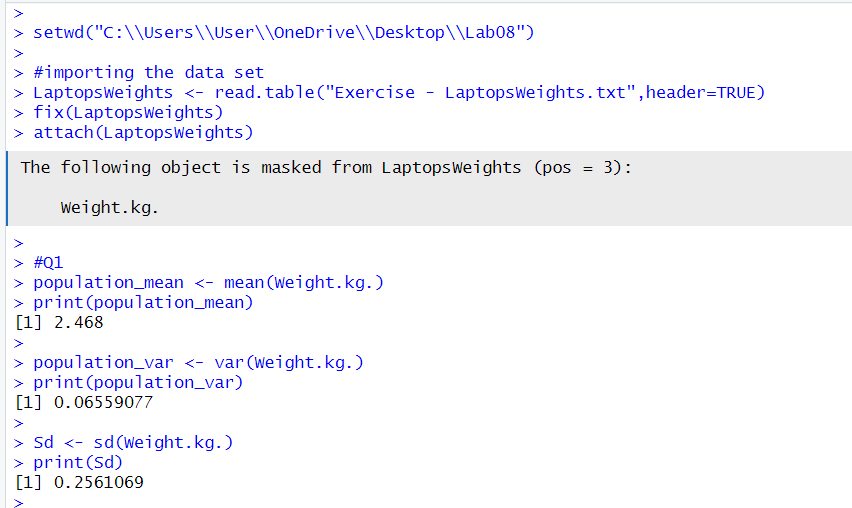 >
> setwd("C:\\Users\\User\\OneDrive\\Desktop\\Lab08")
>
> #importing the data set
> LaptopsWeights <- read.table("Exercise - LaptopsWeights.txt",header=TRUE)
> fix(LaptopsWeights)
> attach(LaptopsWeights)
The following object is masked from LaptopsWeights (pos = 3):
Weight.kg.
>
> #Q1
> population_mean <- mean(Weight.kg.)
> print(population_mean)
[1] 2.468
>
> population_var <- var(Weight.kg.)
> print(population_var)
[1] 0.06559077
>
> Sd <- sd(Weight.kg.)
> print(Sd)
[1] 0.2561069
>